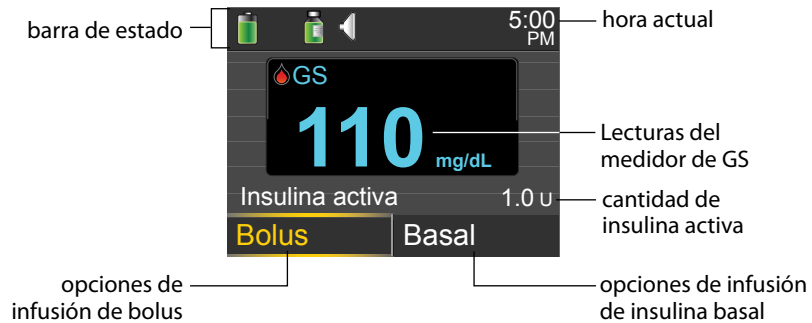 barra de estado
5:00
PM
hora actual
GS
110 mg/dL
Lecturas del
medidor de GS
Insulina activa 1.0 U
cantidad de
insulina activa
Bolus Basal
opciones de
infusión de bolus
opciones de infusión
de insulina basal